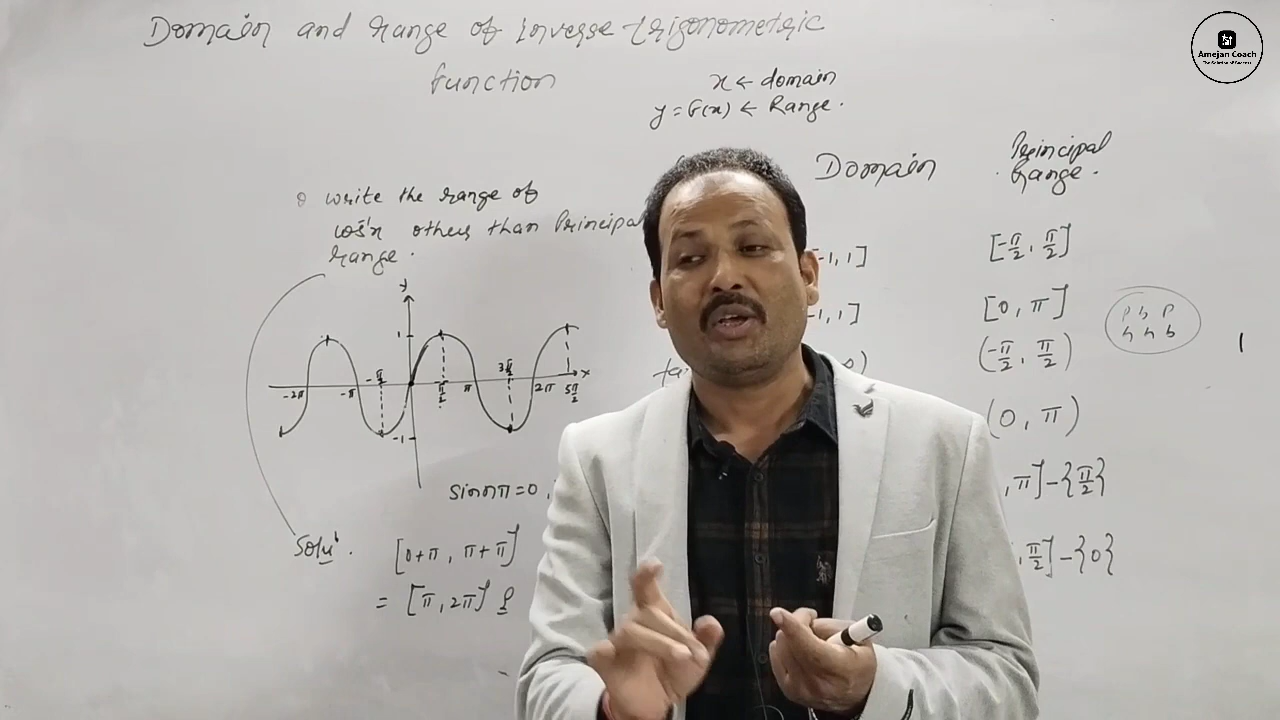 Domain and range of inverse trigonometric
function
x ← domain
y = f(x) ← Range.
Domain
Principal
Range.
Q write the range of
cos⁻¹x others than Principal
Range.
-1, 1]
[-π/2, π/2]
-1, 1]
[0, π]
(-π/2, π/2)
(0, π)
, π] - {π/2}
, π/2] - {0}
y
1
-2π -π -π/2 π/2 π 3π/2 2π 5π/2 x
-1
sin nπ = 0,
Soluⁿ. [0+π, π+π]
= [π, 2π]
1
Amejan Coach